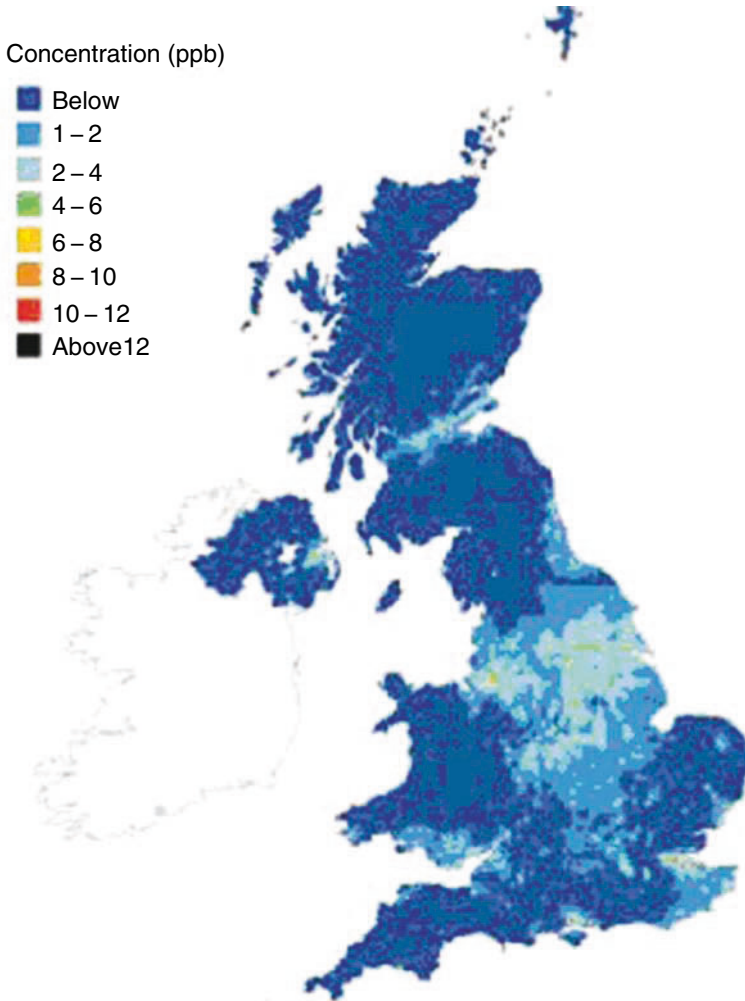 Concentration (ppb)
Below
1 – 2
2 – 4
4 – 6
6 – 8
8 – 10
10 – 12
Above12